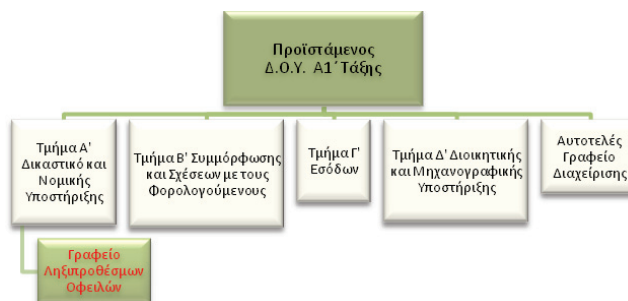 Προϊστάμενος
Δ.Ο.Υ. Α1΄ Τάξης
Τμήμα Α'
Δικαστικό και
Νομικής
Υποστήριξης
Τμήμα Β' Συμμόρφωσης
και Σχέσεων με τους
Φορολογούμενους
Τμήμα Γ'
Εσόδων
Τμήμα Δ' Διοικητικής
και Μηχανογραφικής
Υποστήριξης
Αυτοτελές
Γραφείο
Διαχείρισης
Γραφείο
Ληξιπροθέσμων
Οφειλών